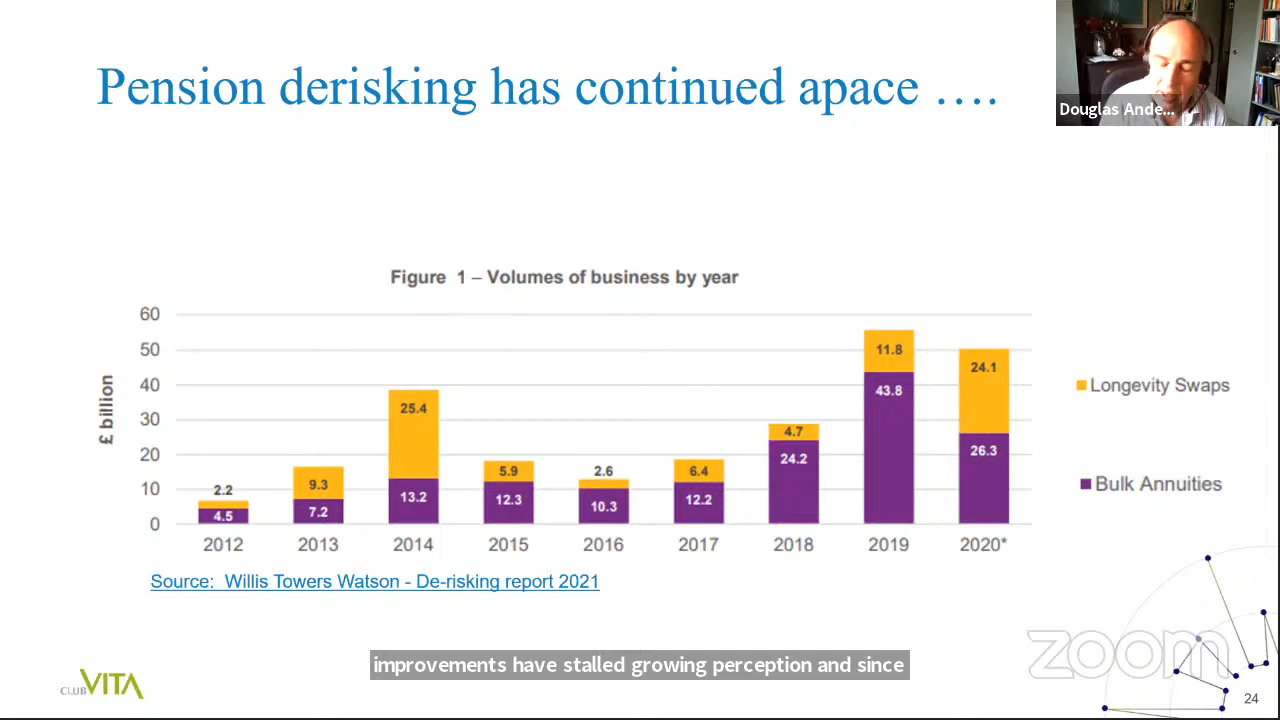 Pension derisking has continued apace ….
Douglas Ande...
Figure 1 – Volumes of business by year
£ billion
60
50
40
30
20
10
0
2.2
4.5
9.3
7.2
25.4
13.2
5.9
12.3
2.6
10.3
6.4
12.2
4.7
24.2
11.8
43.8
24.1
26.3
2012 2013 2014 2015 2016 2017 2018 2019 2020*
Longevity Swaps
Bulk Annuities
Source: Willis Towers Watson - De-risking report 2021
improvements have stalled growing perception and since
zoom
CLUB VITA
24